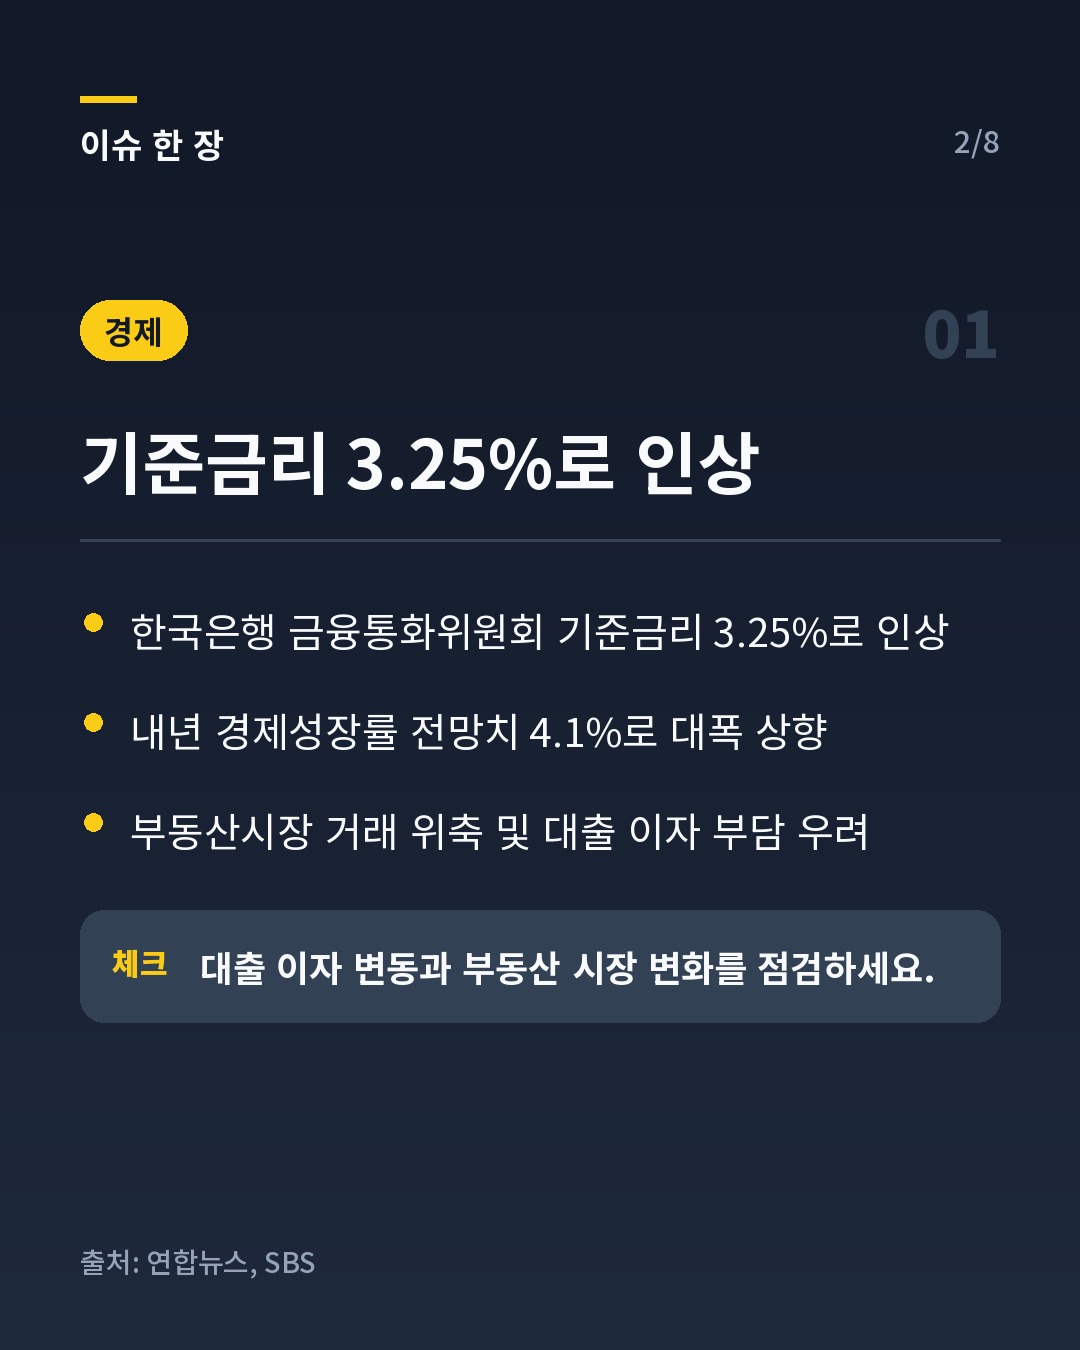 이슈 한 장
2/8
경제
01
기준금리 3.25%로 인상
한국은행 금융통화위원회 기준금리 3.25%로 인상
내년 경제성장률 전망치 4.1%로 대폭 상향
부동산시장 거래 위축 및 대출 이자 부담 우려
체크 대출 이자 변동과 부동산 시장 변화를 점검하세요.
출처: 연합뉴스, SBS